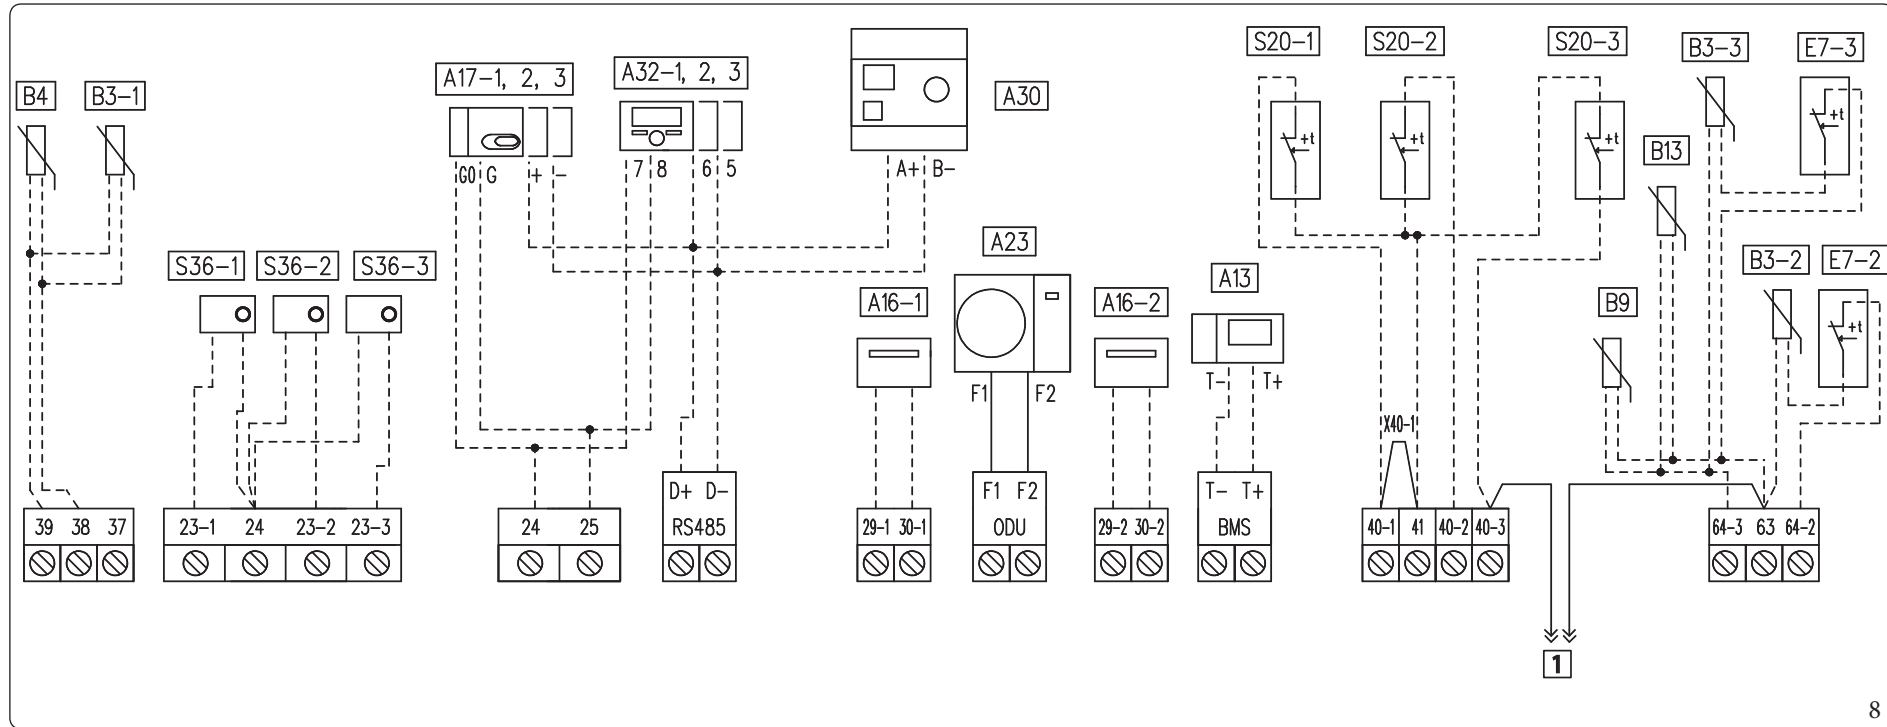 S20-1 S20-2 S20-3 B3-3 E7-3
A17-1, 2, 3 A32-1, 2, 3
B4 B3-1 A30
+t +t +t +t
B13
G0 G + - 7 8 6 5 A+ B-
A23
S36-1 S36-2 S36-3 B3-2 E7-2
A13
A16-1 A16-2 B9
+t
T- T+
F1 F2
X40-1
D+ D- F1 F2 T- T+
39 38 37 23-1 24 23-2 23-3 24 25 RS485 29-1 30-1 ODU 29-2 30-2 BMS 40-1 41 40-2 40-3 64-3 63 64-2
1
8